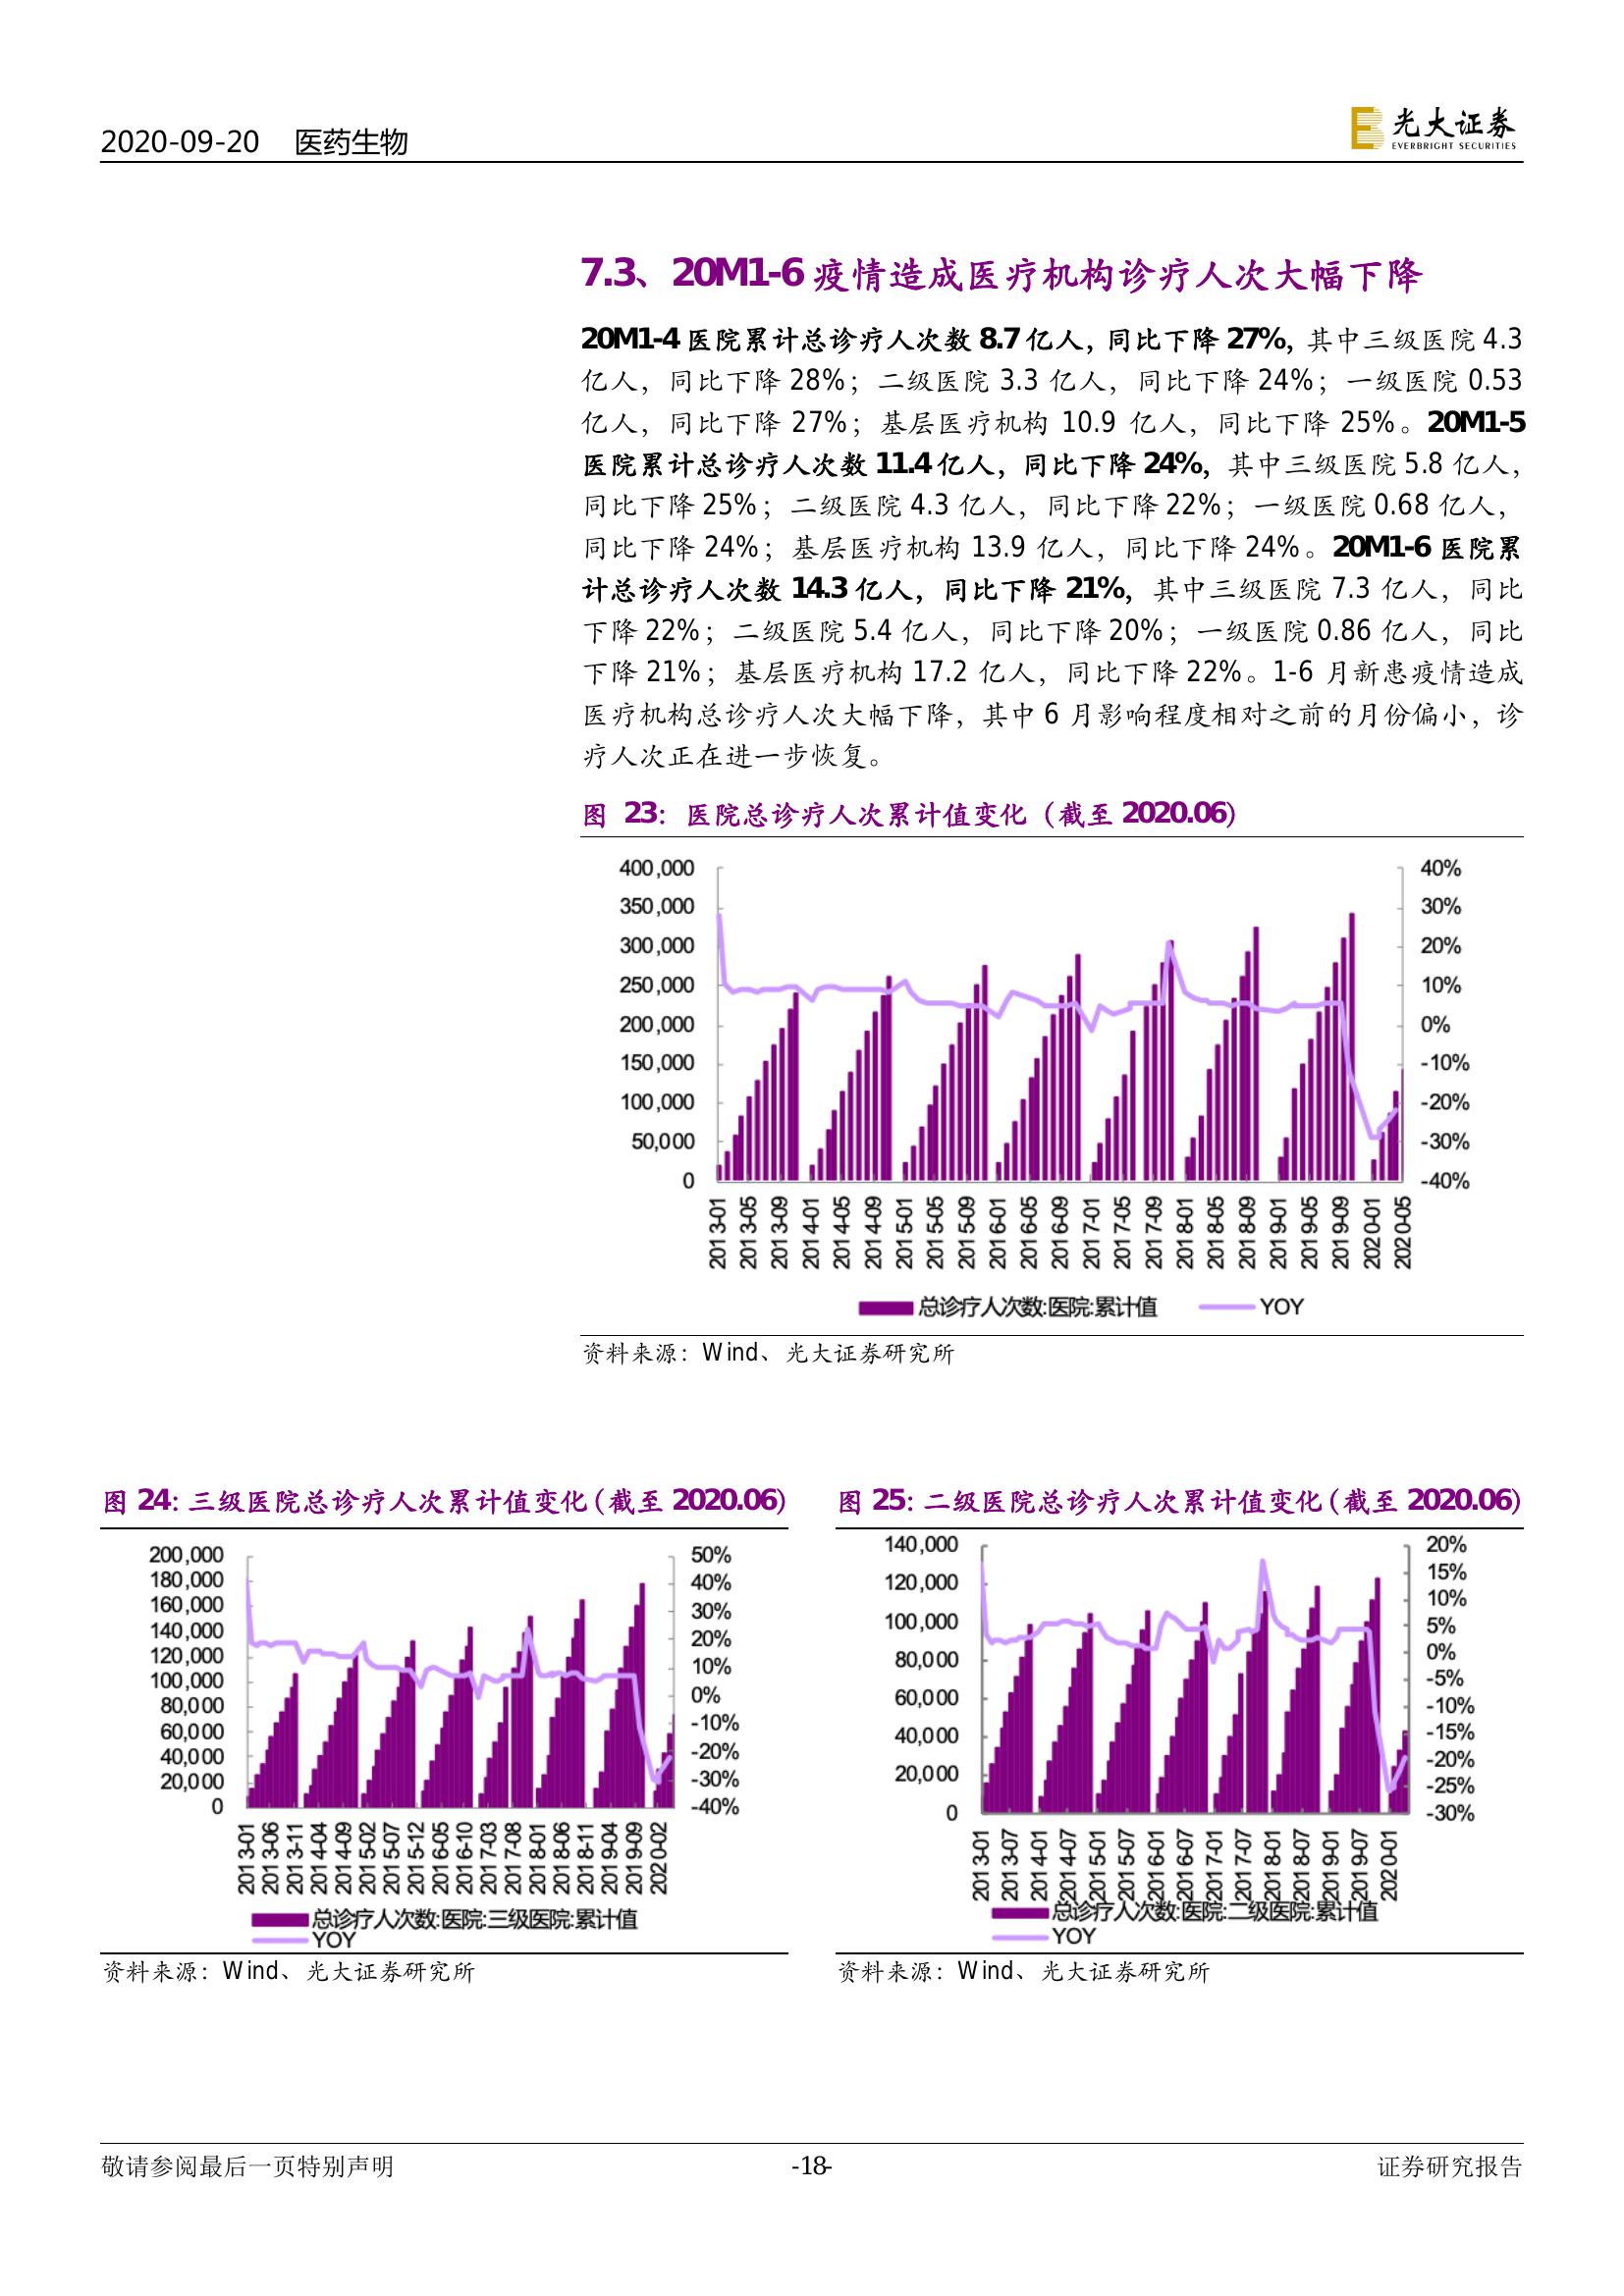 2020-09-20 医药生物
光大证券
EVERBRIGHT SECURITIES
7.3、20M1-6 疫情造成医疗机构诊疗人次大幅下降
20M1-4 医院累计总诊疗人次数 8.7 亿人，同比下降 27%，其中三级医院 4.3
亿人，同比下降 28%；二级医院 3.3 亿人，同比下降 24%；一级医院 0.53
亿人，同比下降 27%；基层医疗机构 10.9 亿人，同比下降 25%。20M1-5
医院累计总诊疗人次数 11.4 亿人，同比下降 24%，其中三级医院 5.8 亿人，
同比下降 25%；二级医院 4.3 亿人，同比下降 22%；一级医院 0.68 亿人，
同比下降 24%；基层医疗机构 13.9 亿人，同比下降 24%。20M1-6 医院累
计总诊疗人次数 14.3 亿人，同比下降 21%，其中三级医院 7.3 亿人，同比
下降 22%；二级医院 5.4 亿人，同比下降 20%；一级医院 0.86 亿人，同比
下降 21%；基层医疗机构 17.2 亿人，同比下降 22%。1-6 月新患疫情造成
医疗机构总诊疗人次大幅下降，其中 6 月影响程度相对之前的月份偏小，诊
疗人次正在进一步恢复。
图 23：医院总诊疗人次累计值变化（截至 2020.06）
400,000 40%
350,000 30%
300,000 20%
250,000 10%
200,000 0%
150,000 -10%
100,000 -20%
50,000 -30%
0 -40%
2013-01 2013-05 2013-09 2014-01 2014-05 2014-09 2015-01 2015-05 2015-09 2016-01 2016-05 2016-09 2017-01 2017-05 2017-09 2018-01 2018-05 2018-09 2019-01 2019-05 2019-09 2020-01 2020-05
总诊疗人次数:医院:累计值 YOY
资料来源：Wind、光大证券研究所
图 24：三级医院总诊疗人次累计值变化（截至 2020.06）
200,000 50%
180,000 40%
160,000 30%
140,000 20%
120,000 10%
100,000 0%
80,000 -10%
60,000 -20%
40,000 -30%
20,000 -40%
0
2013-01 2013-06 2013-11 2014-04 2014-09 2015-02 2015-07 2015-12 2016-05 2016-10 2017-03 2017-08 2018-01 2018-06 2018-11 2019-04 2019-09 2020-02
总诊疗人次数:医院:三级医院:累计值
YOY
资料来源：Wind、光大证券研究所
图 25：二级医院总诊疗人次累计值变化（截至 2020.06）
140,000 20%
120,000 15%
100,000 10%
80,000 5%
60,000 0%
40,000 -5%
20,000 -10%
0 -15%
-20%
-25%
-30%
2013-01 2013-07 2014-01 2014-07 2015-01 2015-07 2016-01 2016-07 2017-01 2017-07 2018-01 2018-07 2019-01 2019-07 2020-01
总诊疗人次数:医院:二级医院:累计值
YOY
资料来源：Wind、光大证券研究所
敬请参阅最后一页特别声明 -18- 证券研究报告